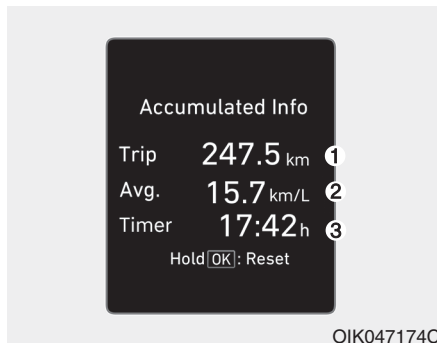 Accumulated Info
Trip 247.5 km 1
Avg. 15.7 km/L 2
Timer 17:42 h 3
Hold OK : Reset
OIK047174C